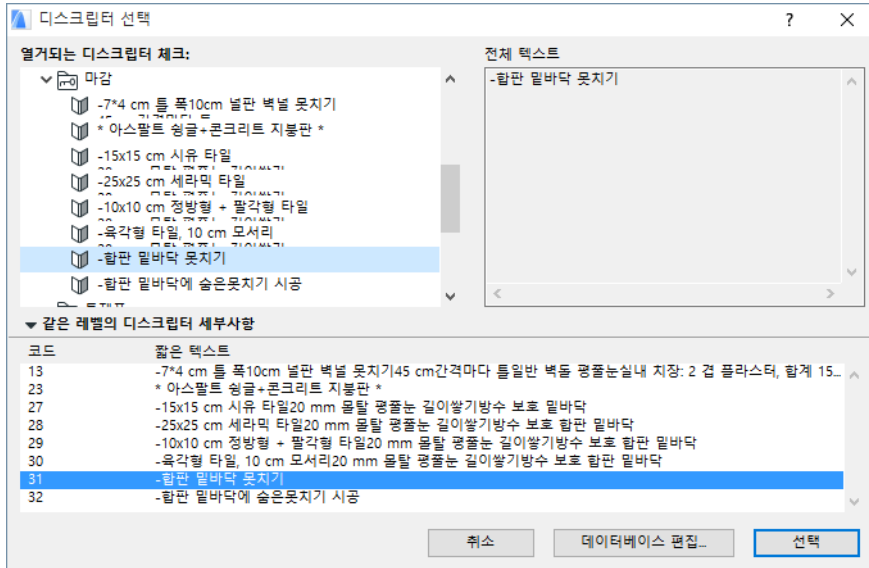 디스크립터 선택
열거되는 디스크립터 체크:
마감
-7*4 cm 틀 폭10cm 널판 벽널 못치기
* 아스팔트 슁글+콘크리트 지붕판 *
-15x15 cm 시유 타일
-25x25 cm 세라믹 타일
-10x10 cm 정방형 + 팔각형 타일
-육각형 타일, 10 cm 모서리
-합판 밑바닥 못치기
-합판 밑바닥에 숨은못치기 시공
전체 텍스트
-합판 밑바닥 못치기
같은 레벨의 디스크립터 세부사항
코드 짧은 텍스트
13 -7*4 cm 틀 폭10cm 널판 벽널 못치기45 cm간격마다 틀일반 벽돌 평줄눈실내 치장: 2 겹 플라스터, 합계 15...
23 * 아스팔트 슁글+콘크리트 지붕판 *
27 -15x15 cm 시유 타일20 mm 몰탈 평줄눈 길이쌓기방수 보호 밑바닥
28 -25x25 cm 세라믹 타일20 mm 몰탈 평줄눈 길이쌓기방수 보호 합판 밑바닥
29 -10x10 cm 정방형 + 팔각형 타일20 mm 몰탈 평줄눈 길이쌓기방수 보호 합판 밑바닥
30 -육각형 타일, 10 cm 모서리20 mm 몰탈 평줄눈 길이쌓기방수 보호 합판 밑바닥
31 -합판 밑바닥 못치기
32 -합판 밑바닥에 숨은못치기 시공
취소 데이터베이스 편집... 선택